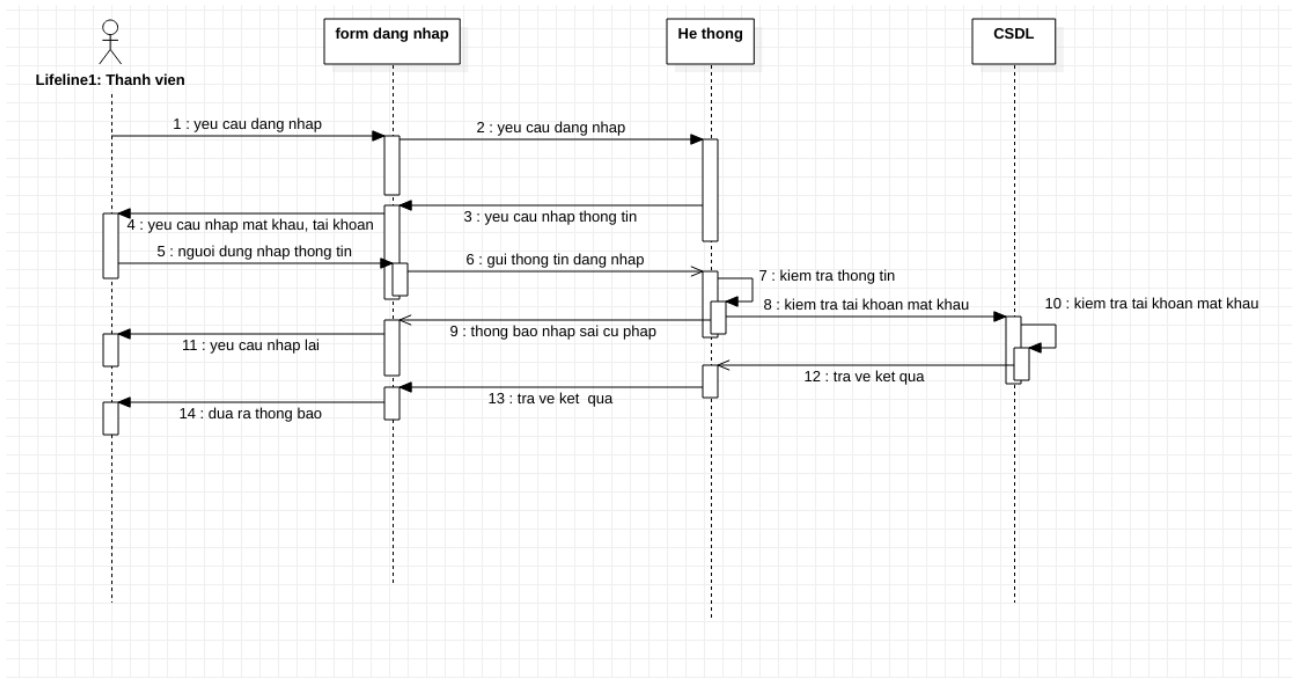 form dang nhap
He thong
CSDL
Lifeline1: Thanh vien
1 : yeu cau dang nhap
2 : yeu cau dang nhap
3 : yeu cau nhap thong tin
4 : yeu cau nhap mat khau, tai khoan
5 : nguoi dung nhap thong tin
6 : gui thong tin dang nhap
7 : kiem tra thong tin
8 : kiem tra tai khoan mat khau
10 : kiem tra tai khoan mat khau
9 : thong bao nhap sai cu phap
11 : yeu cau nhap lai
12 : tra ve ket qua
13 : tra ve ket  qua
14 : dua ra thong bao